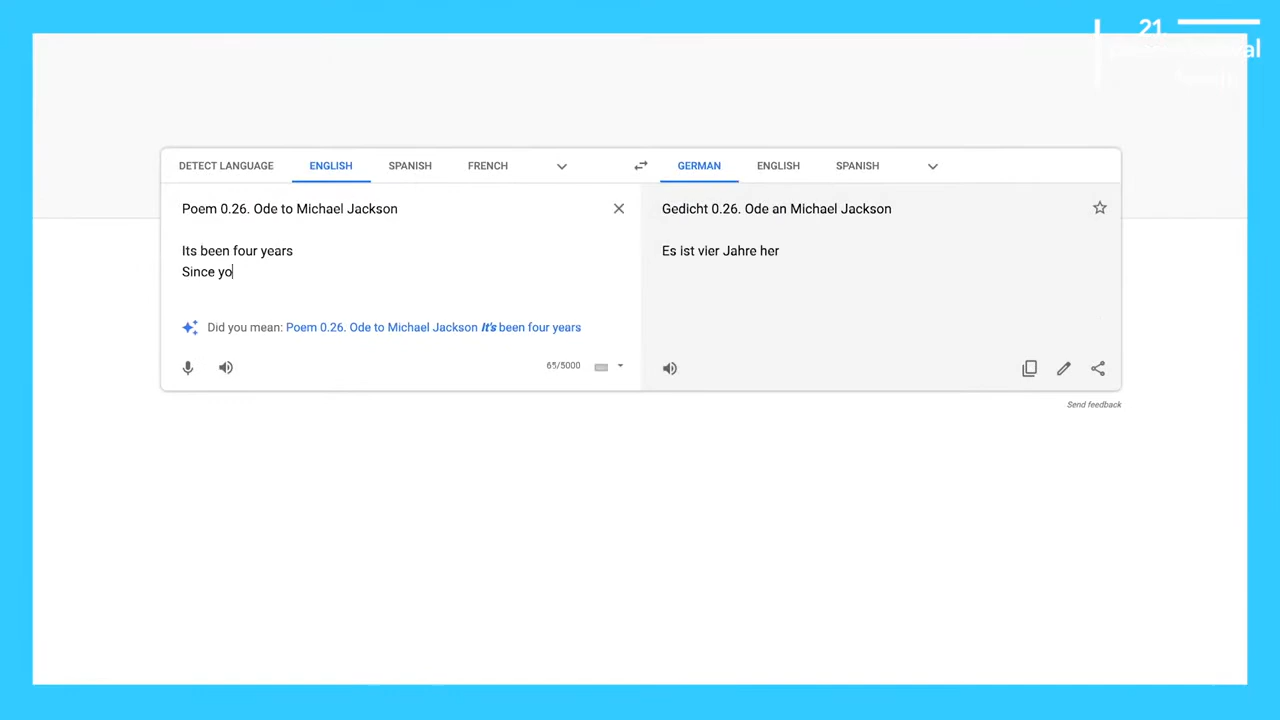 21.
DETECT LANGUAGE ENGLISH SPANISH FRENCH GERMAN ENGLISH SPANISH
Poem 0.26. Ode to Michael Jackson
Its been four years
Since yo
Did you mean: Poem 0.26. Ode to Michael Jackson It's been four years
65/5000
Gedicht 0.26. Ode an Michael Jackson
Es ist vier Jahre her
Send feedback